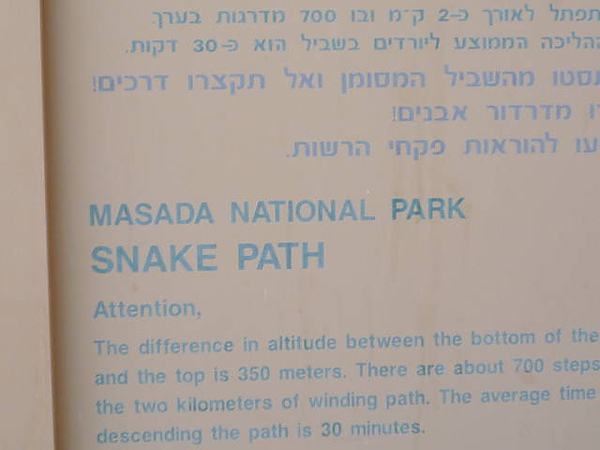 תפתל לאורך כ-2 ק״מ ובו 700 מדרגות בערך.
ההליכה הממוצע ליורדים בשביל הוא כ-30 דקות.
תסטו מהשביל המסומן ואל תקצרו דרכים!
מדרדור אבנים!
להוראות פקחי הרשות.
MASADA NATIONAL PARK
SNAKE PATH
Attention,
The difference in altitude between the bottom of the
and the top is 350 meters. There are about 700 steps
the two kilometers of winding path. The average time
descending the path is 30 minutes.